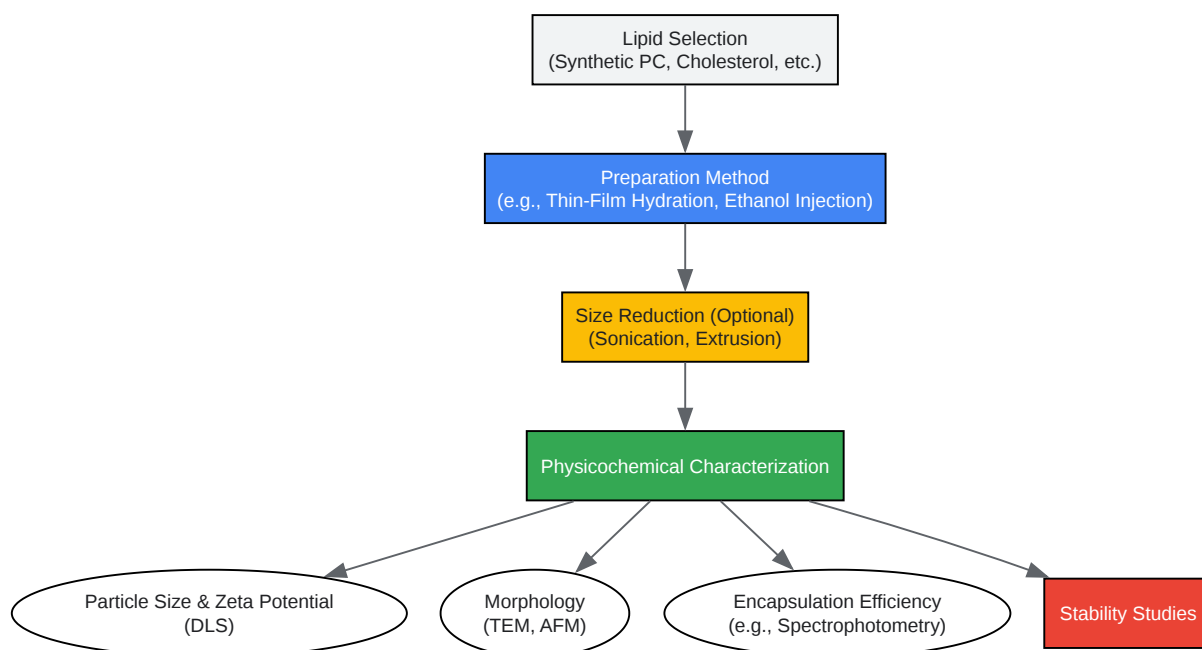 Lipid Selection
(Synthetic PC, Cholesterol, etc.)
Preparation Method
(e.g., Thin-Film Hydration, Ethanol Injection)
Size Reduction (Optional)
(Sonication, Extrusion)
Physicochemical Characterization
Particle Size & Zeta Potential
(DLS)
Morphology
(TEM, AFM)
Encapsulation Efficiency
(e.g., Spectrophotometry)
Stability Studies